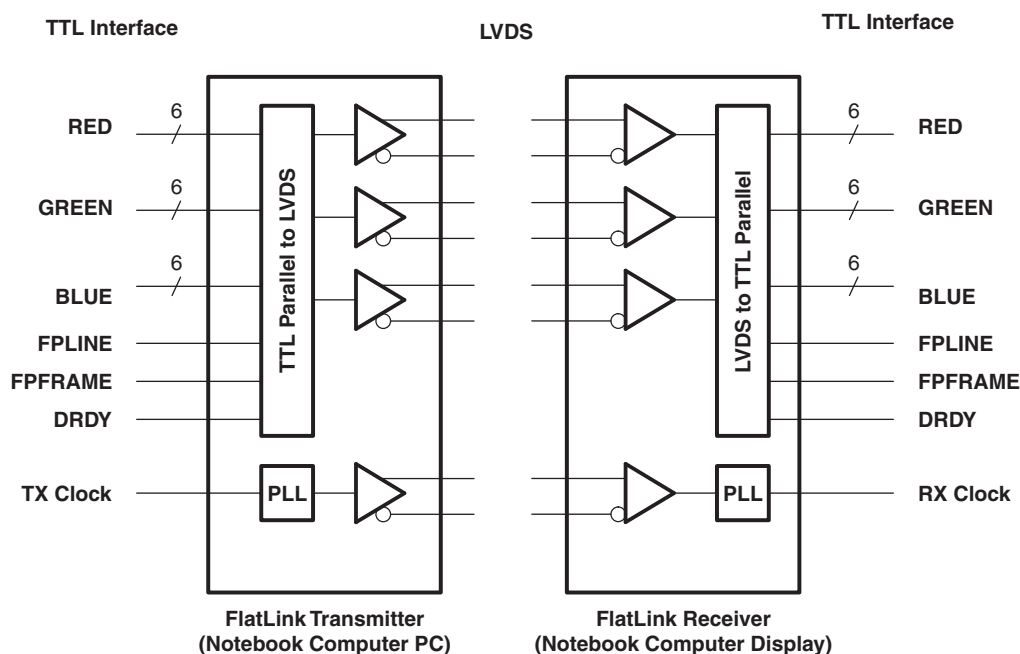 TTL Interface
LVDS
TTL Interface
RED
6
6
RED
GREEN
6
6
GREEN
BLUE
6
6
BLUE
FPLINE
FPLINE
FPFRAME
FPFRAME
DRDY
DRDY
TTL Parallel to LVDS
LVDS to TTL Parallel
TX Clock
PLL
PLL
RX Clock
FlatLink Transmitter
(Notebook Computer PC)
FlatLink Receiver
(Notebook Computer Display)